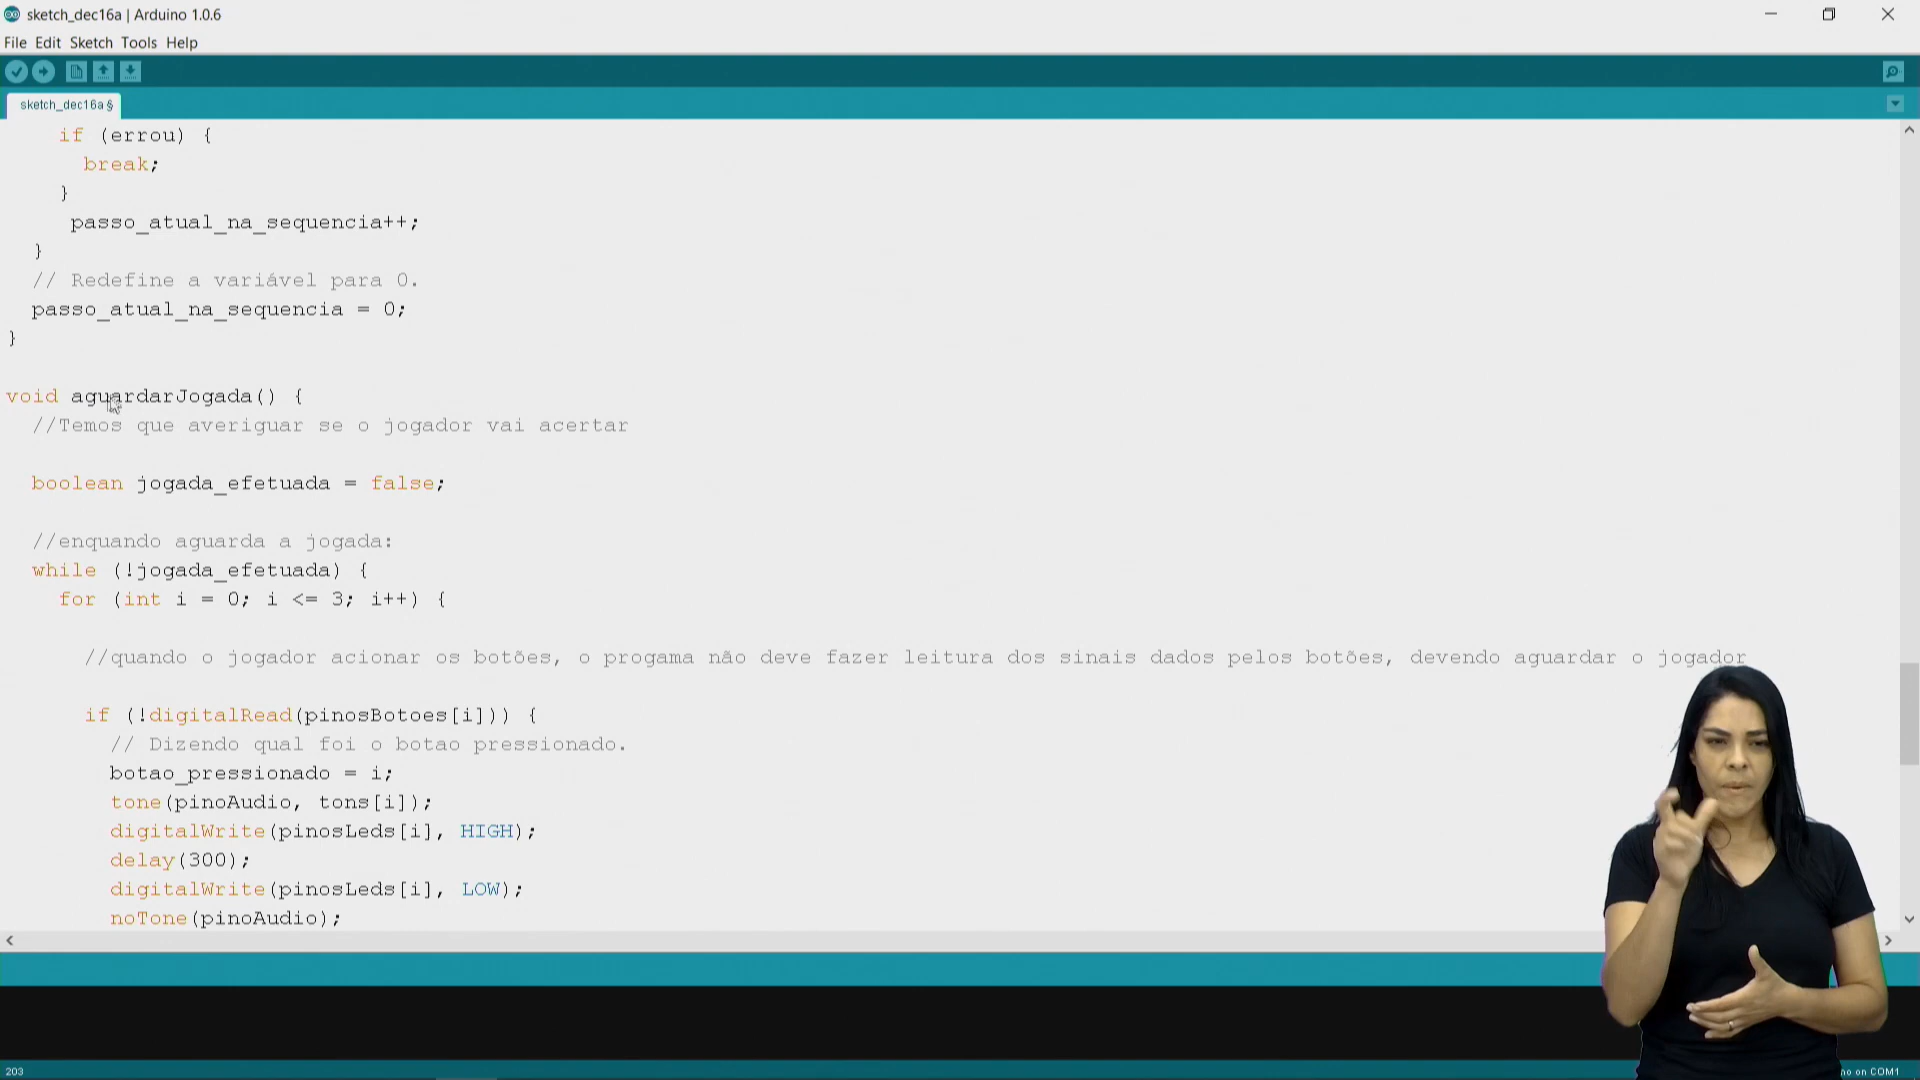 sketch_dec16a | Arduino 1.0.6
File Edit Sketch Tools Help
sketch_dec16a §
if (errou) {
break;
}
passo_atual_na_sequencia++;
}
// Redefine a variável para 0.
passo_atual_na_sequencia = 0;
}
void aguardarJogada() {
//Temos que averiguar se o jogador vai acertar
boolean jogada_efetuada = false;
//enquando aguarda a jogada:
while (!jogada_efetuada) {
for (int i = 0; i <= 3; i++) {
//quando o jogador acionar os botões, o progama não deve fazer leitura dos sinais dados pelos botões, devendo aguardar o jogador
if (!digitalRead(pinosBotoes[i])) {
// Dizendo qual foi o botao pressionado.
botao_pressionado = i;
tone(pinoAudio, tons[i]);
digitalWrite(pinosLeds[i], HIGH);
delay(300);
digitalWrite(pinosLeds[i], LOW);
noTone(pinoAudio);
203
no on COM1